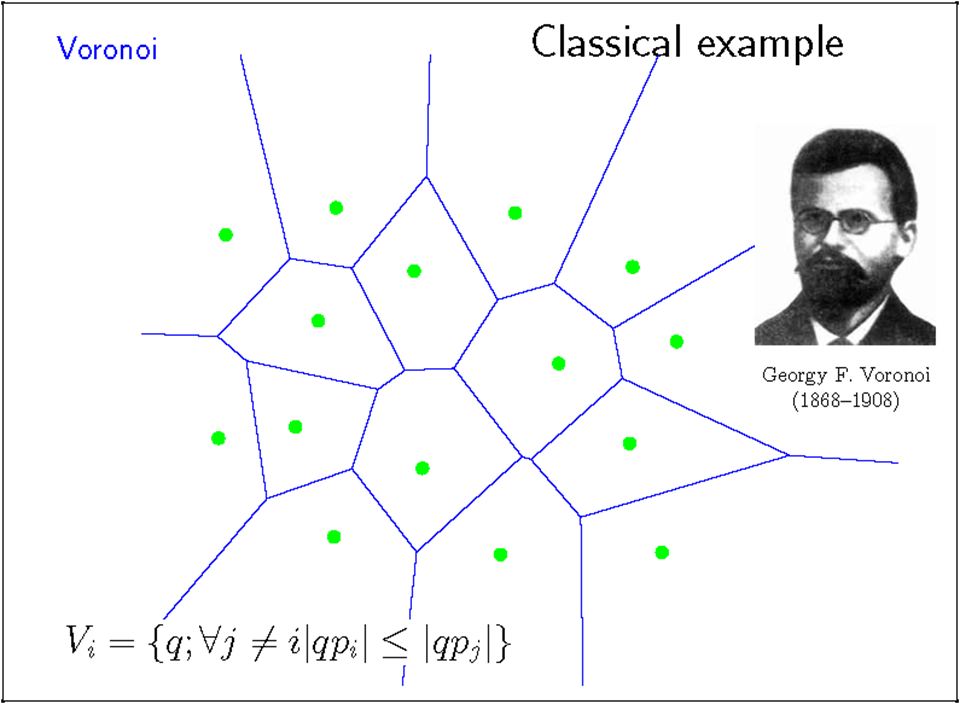 Voronoi
Classical example
Georgy F. Voronoi
(1868–1908)
V_i = {q; ∀j ≠ i|qp_i| ≤ |qp_j|}